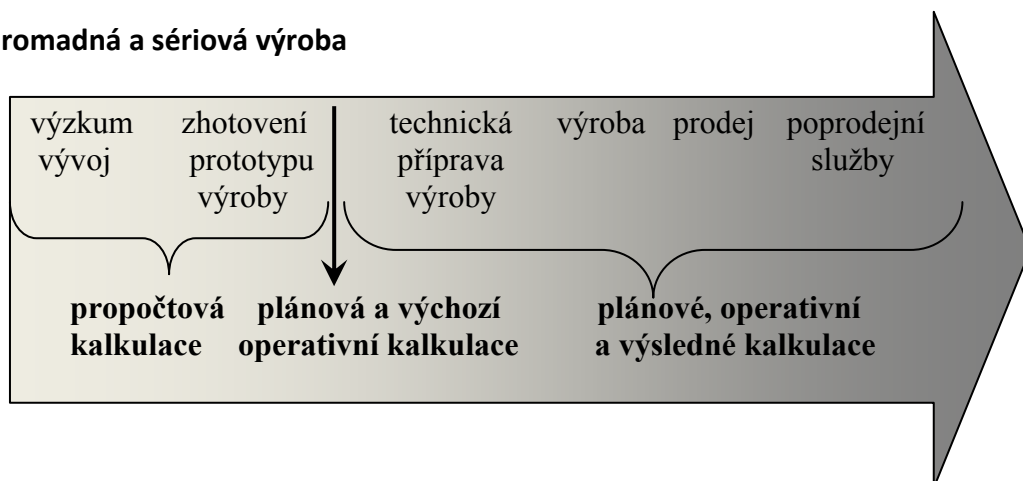 romadná a sériová výroba
výzkum zhotovení technická výroba prodej poprodejní
vývoj prototypu příprava služby
výroby výroby
propočtová plánová a výchozí plánové, operativní
kalkulace operativní kalkulace a výsledné kalkulace